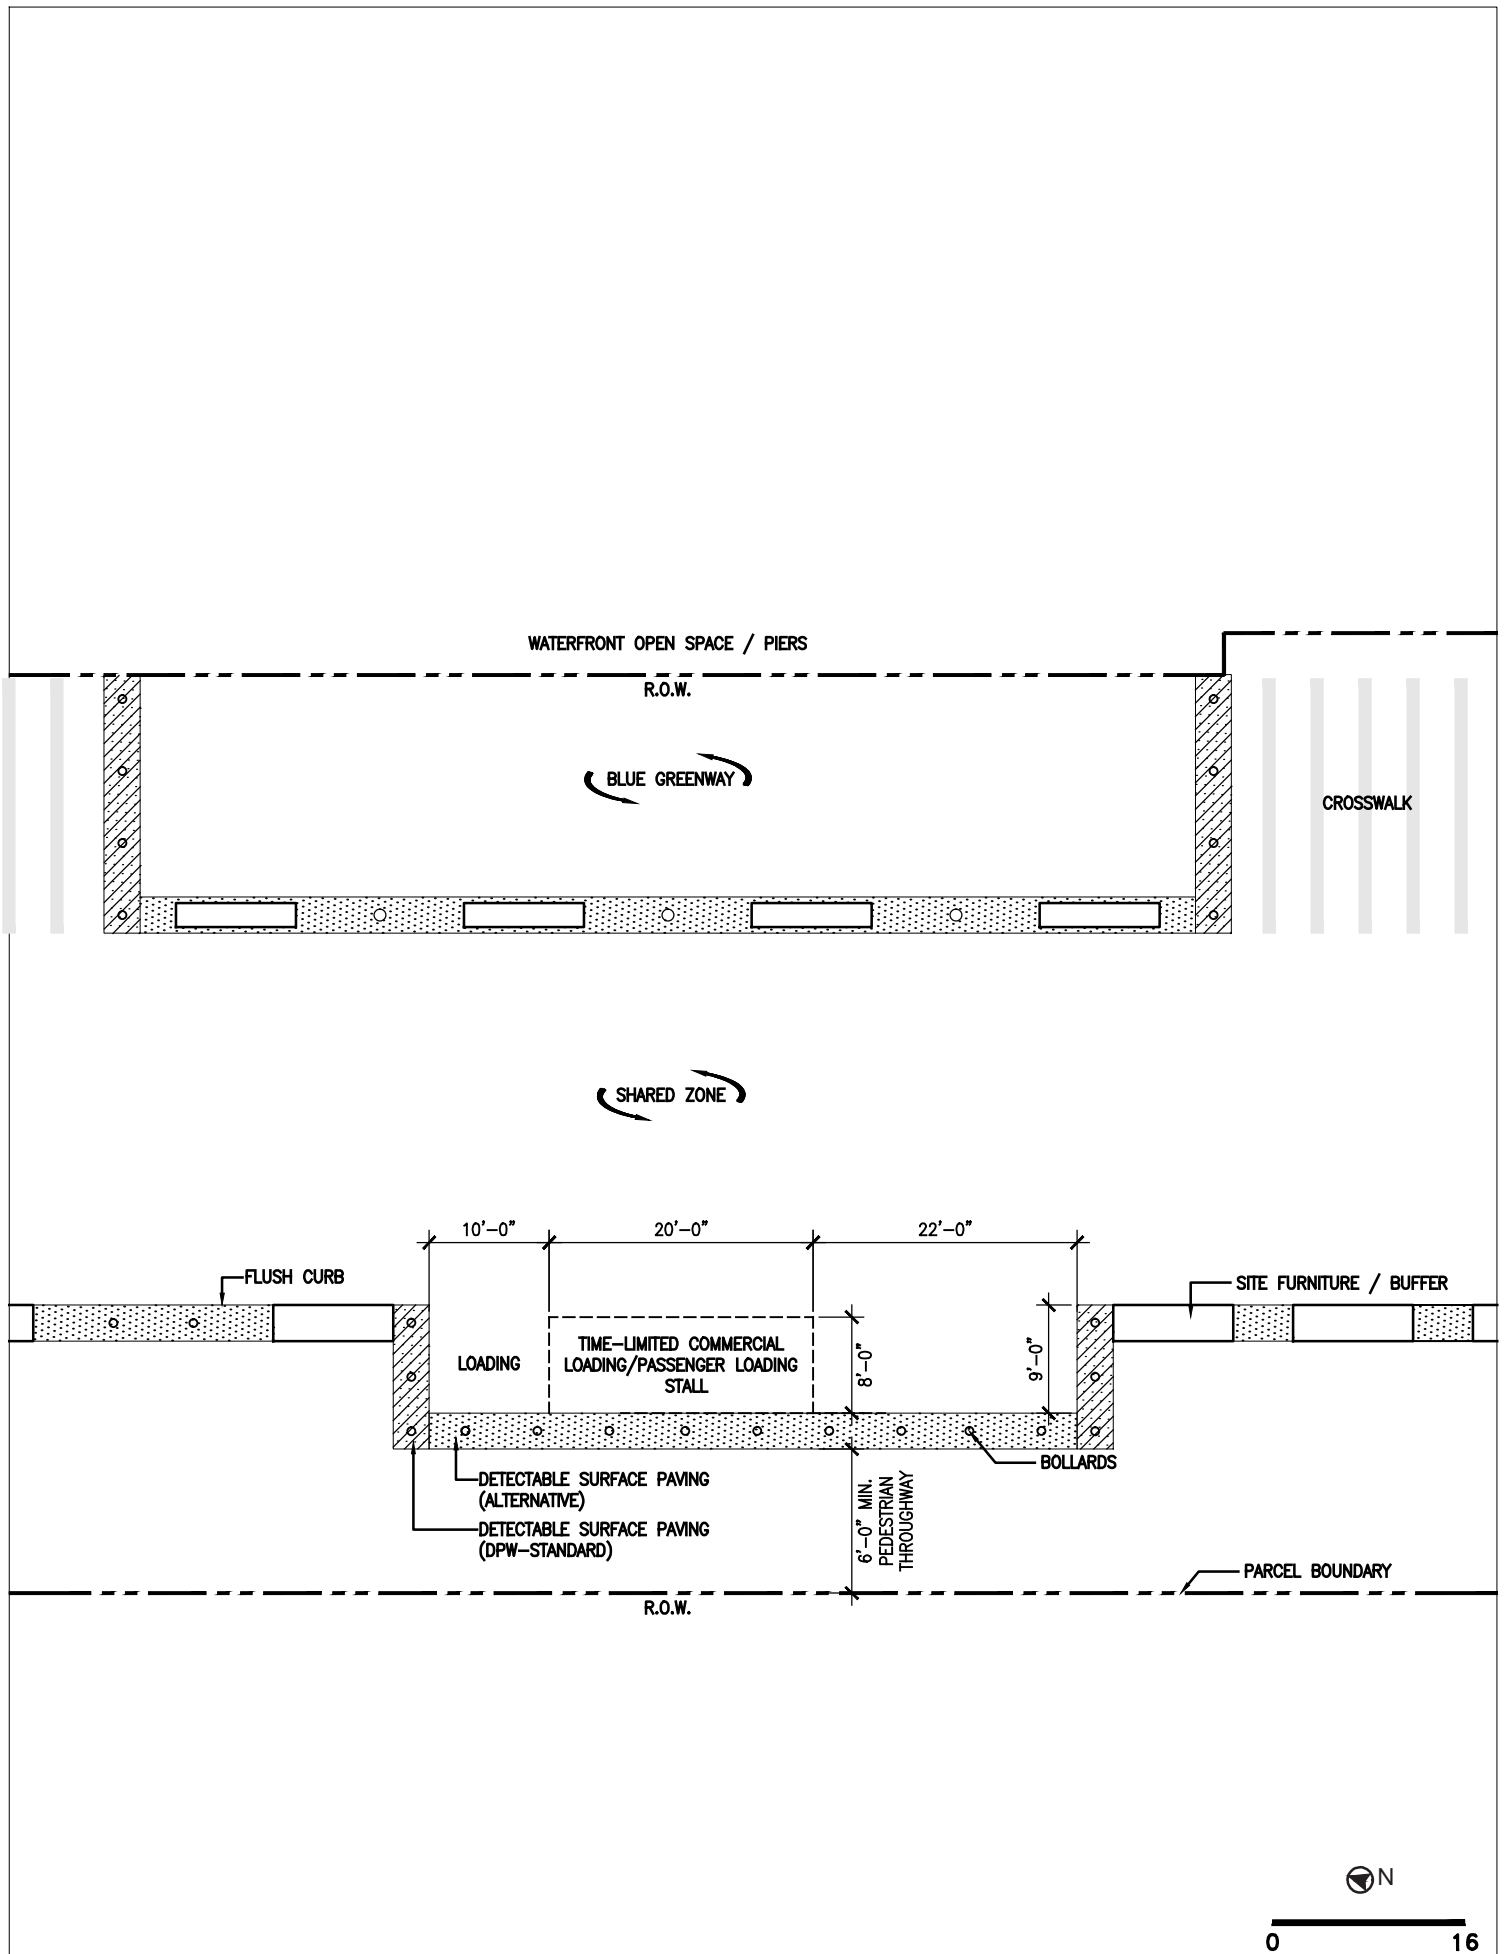 WATERFRONT OPEN SPACE / PIERS
R.O.W.
BLUE GREENWAY
CROSSWALK
SHARED ZONE
10'-0"
20'-0"
22'-0"
FLUSH CURB
SITE FURNITURE / BUFFER
LOADING
TIME-LIMITED COMMERCIAL
LOADING/PASSENGER LOADING
STALL
8'-0"
9'-0"
BOLLARDS
DETECTABLE SURFACE PAVING
(ALTERNATIVE)
DETECTABLE SURFACE PAVING
(DPW-STANDARD)
6'-0" MIN.
PEDESTRIAN
THROUGHWAY
PARCEL BOUNDARY
R.O.W.
N
0 16